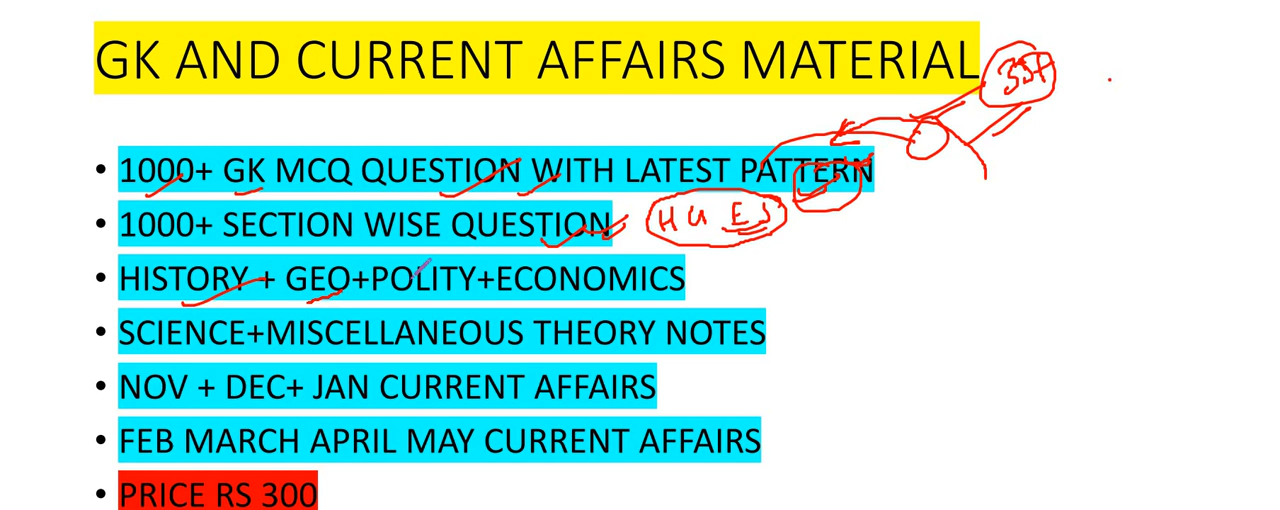 GK AND CURRENT AFFAIRS MATERIAL
• 1000+ GK MCQ QUESTION WITH LATEST PATTERN
• 1000+ SECTION WISE QUESTION
• HISTORY + GEO+POLITY+ECONOMICS
• SCIENCE+MISCELLANEOUS THEORY NOTES
• NOV + DEC+ JAN CURRENT AFFAIRS
• FEB MARCH APRIL MAY CURRENT AFFAIRS
• PRICE RS 300